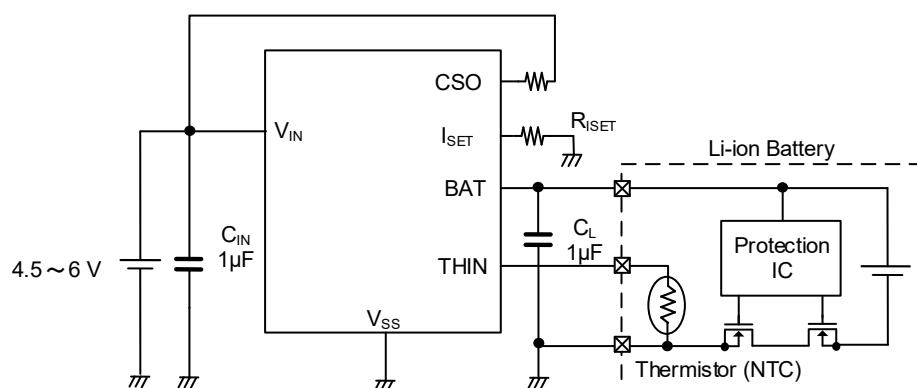 CSO
V_IN
I_SET
R_ISET
Li-ion Battery
BAT
C_IN
1µF
C_L
1µF
Protection
IC
4.5～6 V
THIN
V_SS
Thermistor (NTC)